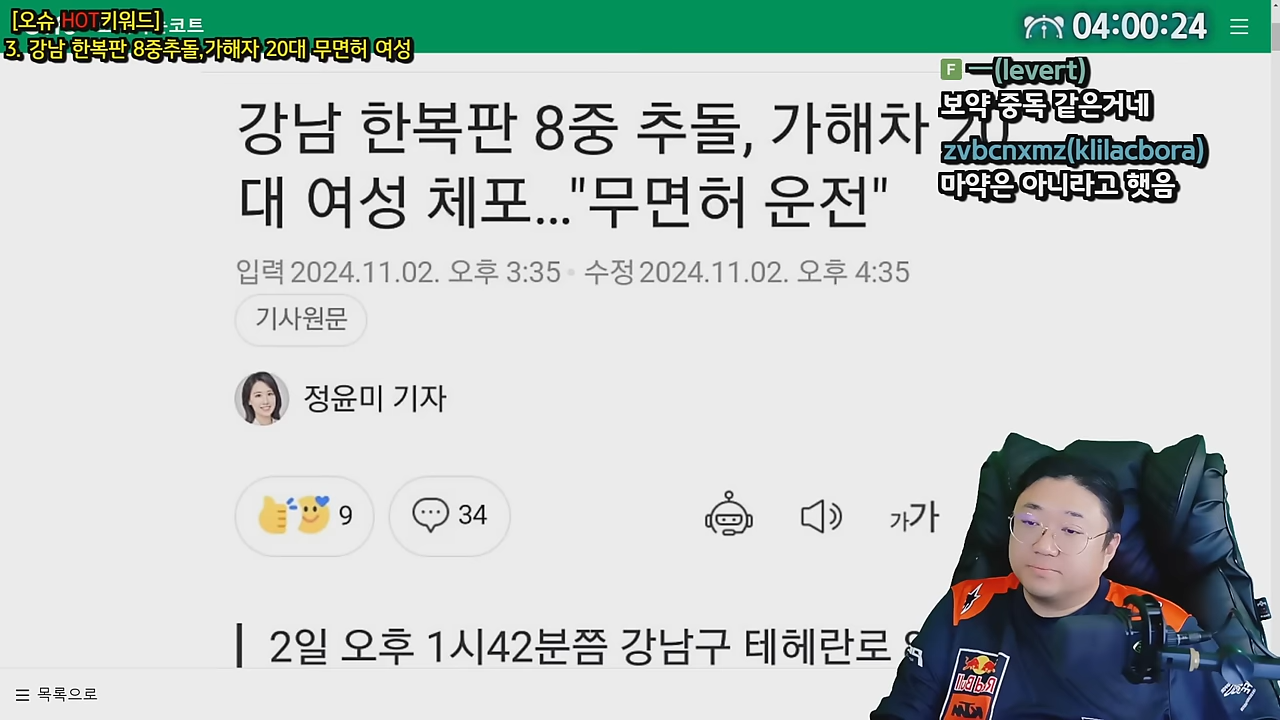 [오슈 HOT키워드]
3. 강남 한복판 8중추돌,가해자 20대 무면허 여성
04:00:24
강남 한복판 8중 추돌, 가해차 20
대 여성 체포..."무면허 운전"
입력 2024.11.02. 오후 3:35 수정 2024.11.02. 오후 4:35
기사원문
정윤미 기자
9
34
가가
2일 오후 1시42분쯤 강남구 테헤란로
목록으로
F ㅡ(levert)
보약 중독 같은거네
zvbcnxmz(klilacbora)
마약은 아니라고 했음
Red Bull
KTM